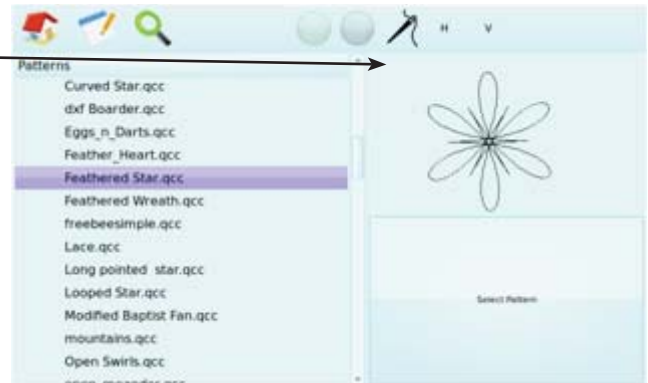 H V
Patterns
Curved Star.qcc
dxf Boarder.qcc
Eggs_n_Darts.qcc
Feather_Heart.qcc
Feathered Star.qcc
Feathered Wreath.qcc
freebeesimple.qcc
Lace.qcc
Long pointed star.qcc
Looped Star.qcc
Modified Baptist Fan.qcc
mountains.qcc
Open Swirls.qcc
Select Pattern